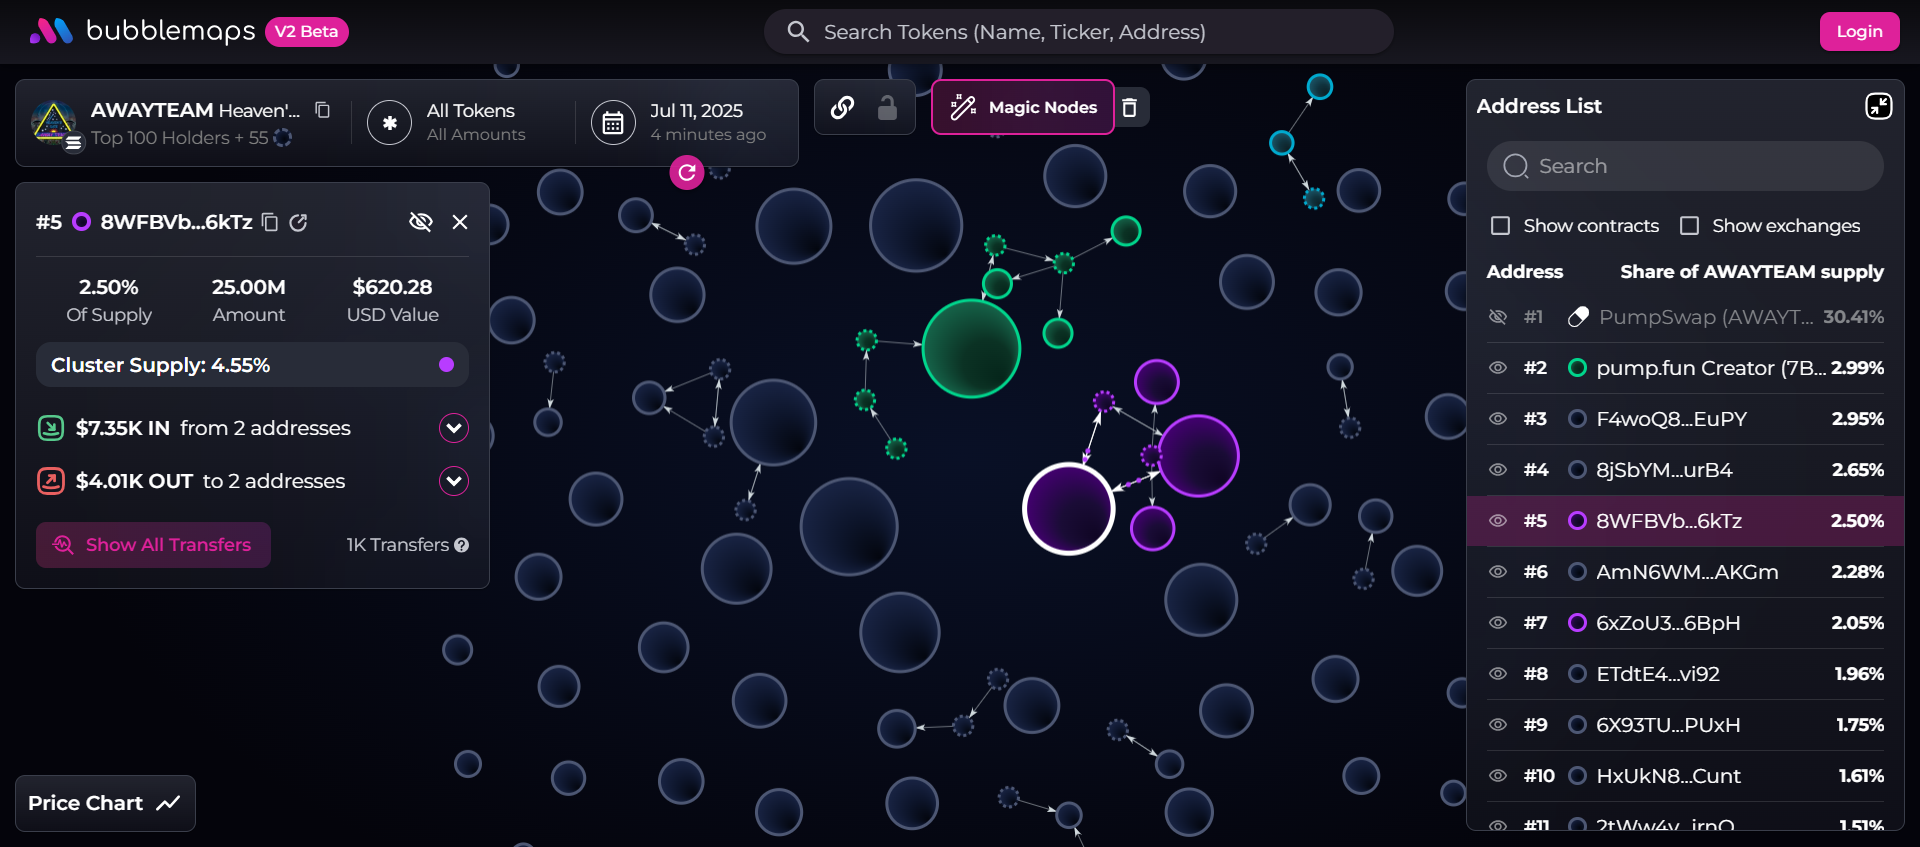 bubblemaps V2 Beta
Search Tokens (Name, Ticker, Address)
Login
AWAYTEAM Heaven'...
Top 100 Holders + 55
All Tokens
All Amounts
Jul 11, 2025
4 minutes ago
Magic Nodes
#5 8WFBVb...6kTz
2.50% 25.00M $620.28
Of Supply Amount USD Value
Cluster Supply: 4.55%
$7.35K IN from 2 addresses
$4.01K OUT to 2 addresses
Show All Transfers 1K Transfers ?
Price Chart
Address List
Search
Show contracts Show exchanges
Address Share of AWAYTEAM supply
#1 PumpSwap (AWAYT... 30.41%
#2 pump.fun Creator (7B... 2.99%
#3 F4woQ8...EuPY 2.95%
#4 8jSbYM...urB4 2.65%
#5 8WFBVb...6kTz 2.50%
#6 AmN6WM...AKGm 2.28%
#7 6xZoU3...6BpH 2.05%
#8 ETdtE4...vi92 1.96%
#9 6X93TU...PUxH 1.75%
#10 HxUkN8...Cunt 1.61%
#11 1.51%